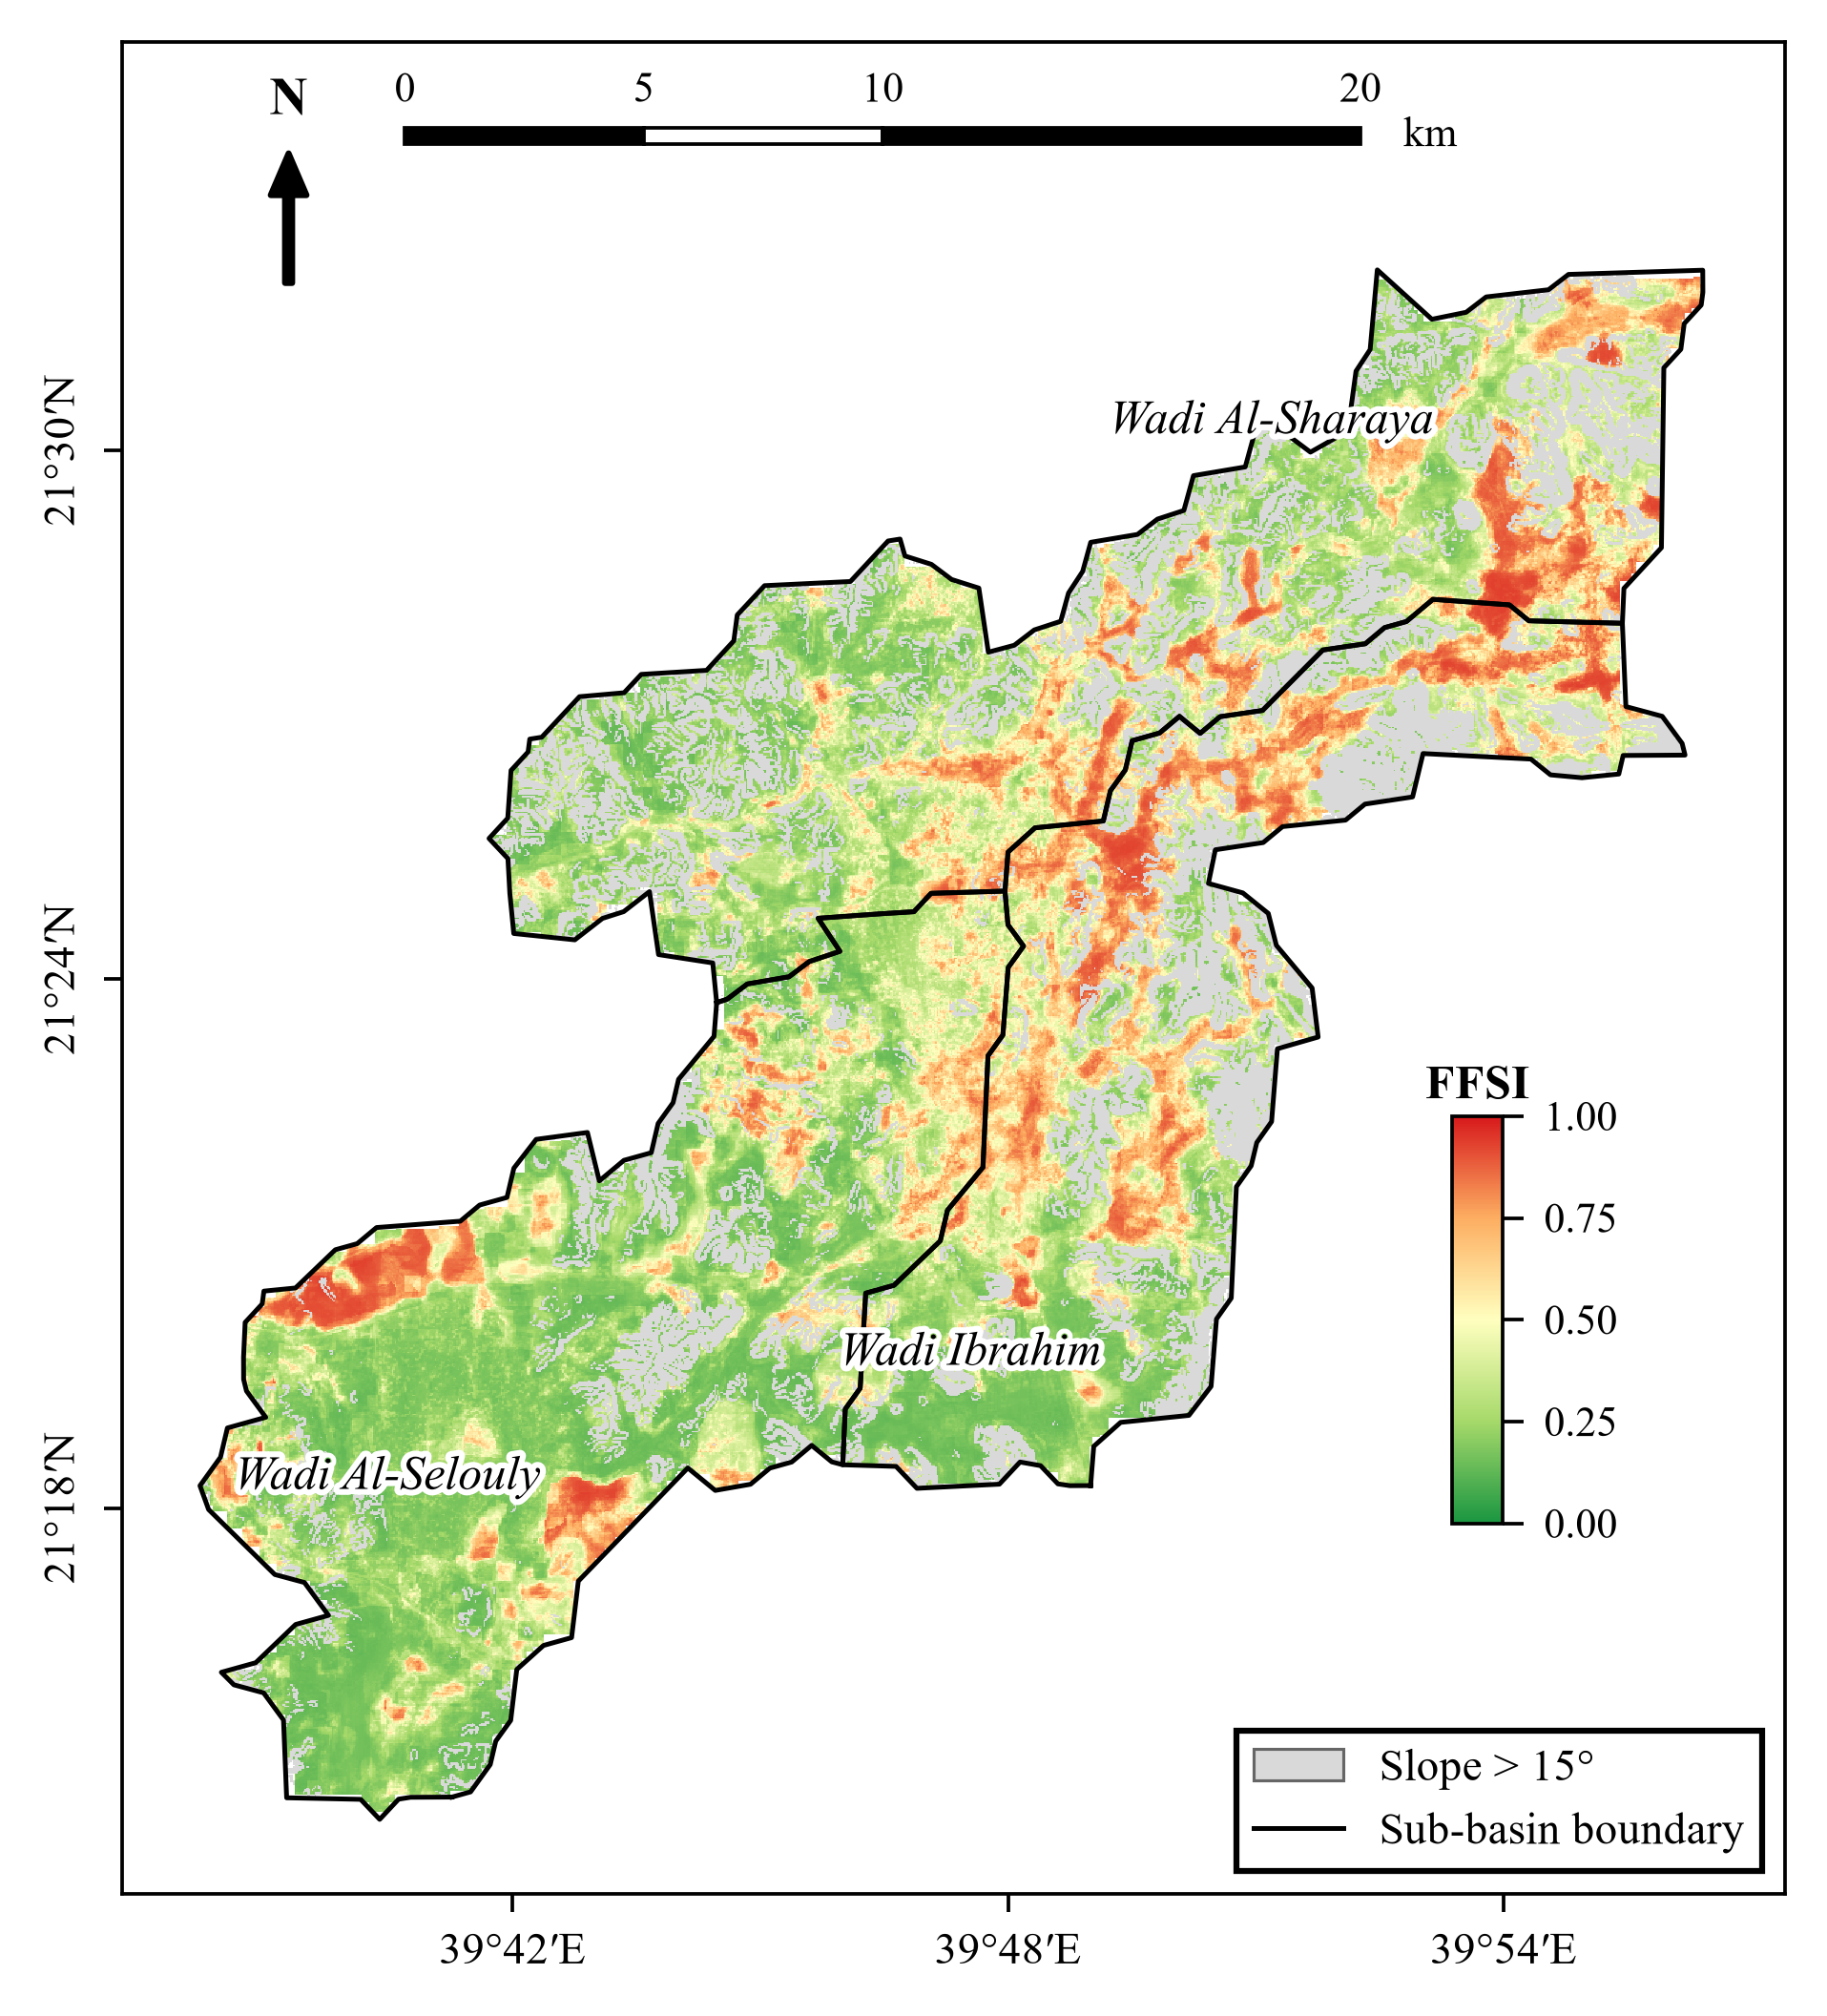 N
0 5 10 20
km
Wadi Al-Sharaya
21°30′N
21°24′N
21°18′N
FFSI
1.00
0.75
0.50
0.25
0.00
Wadi Ibrahim
Wadi Al-Selouly
Slope > 15°
Sub-basin boundary
39°42′E 39°48′E 39°54′E